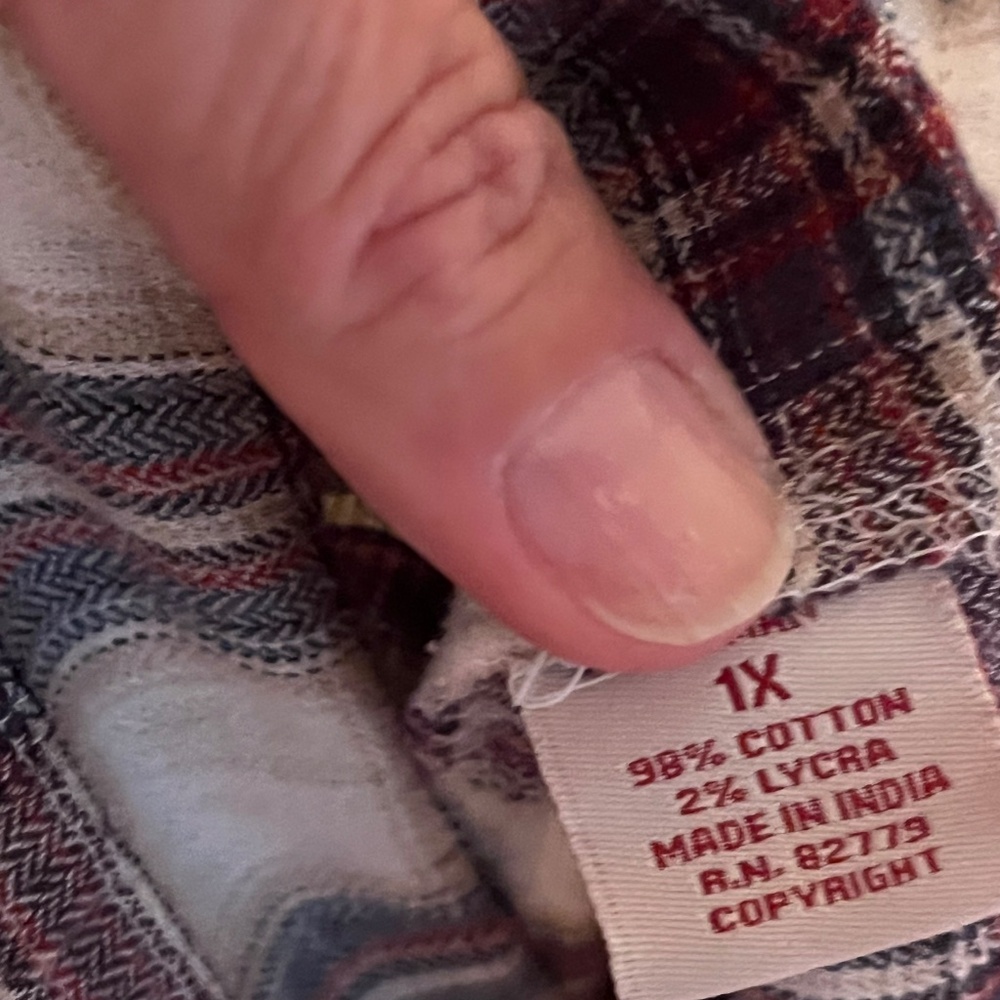 1X
98% COTTON
2% LYCRA
MADE IN INDIA
R.N. 82779
COPYRIGHT